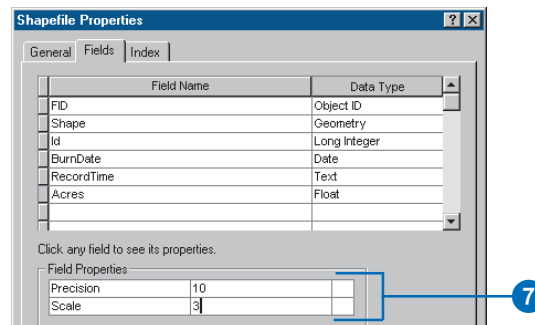 Shapefile Properties
General Fields Index
Field Name Data Type
FID Object ID
Shape Geometry
Id Long Integer
BurnDate Date
RecordTime Text
Acres Float
Click any field to see its properties.
Field Properties
Precision 10
Scale 3
7